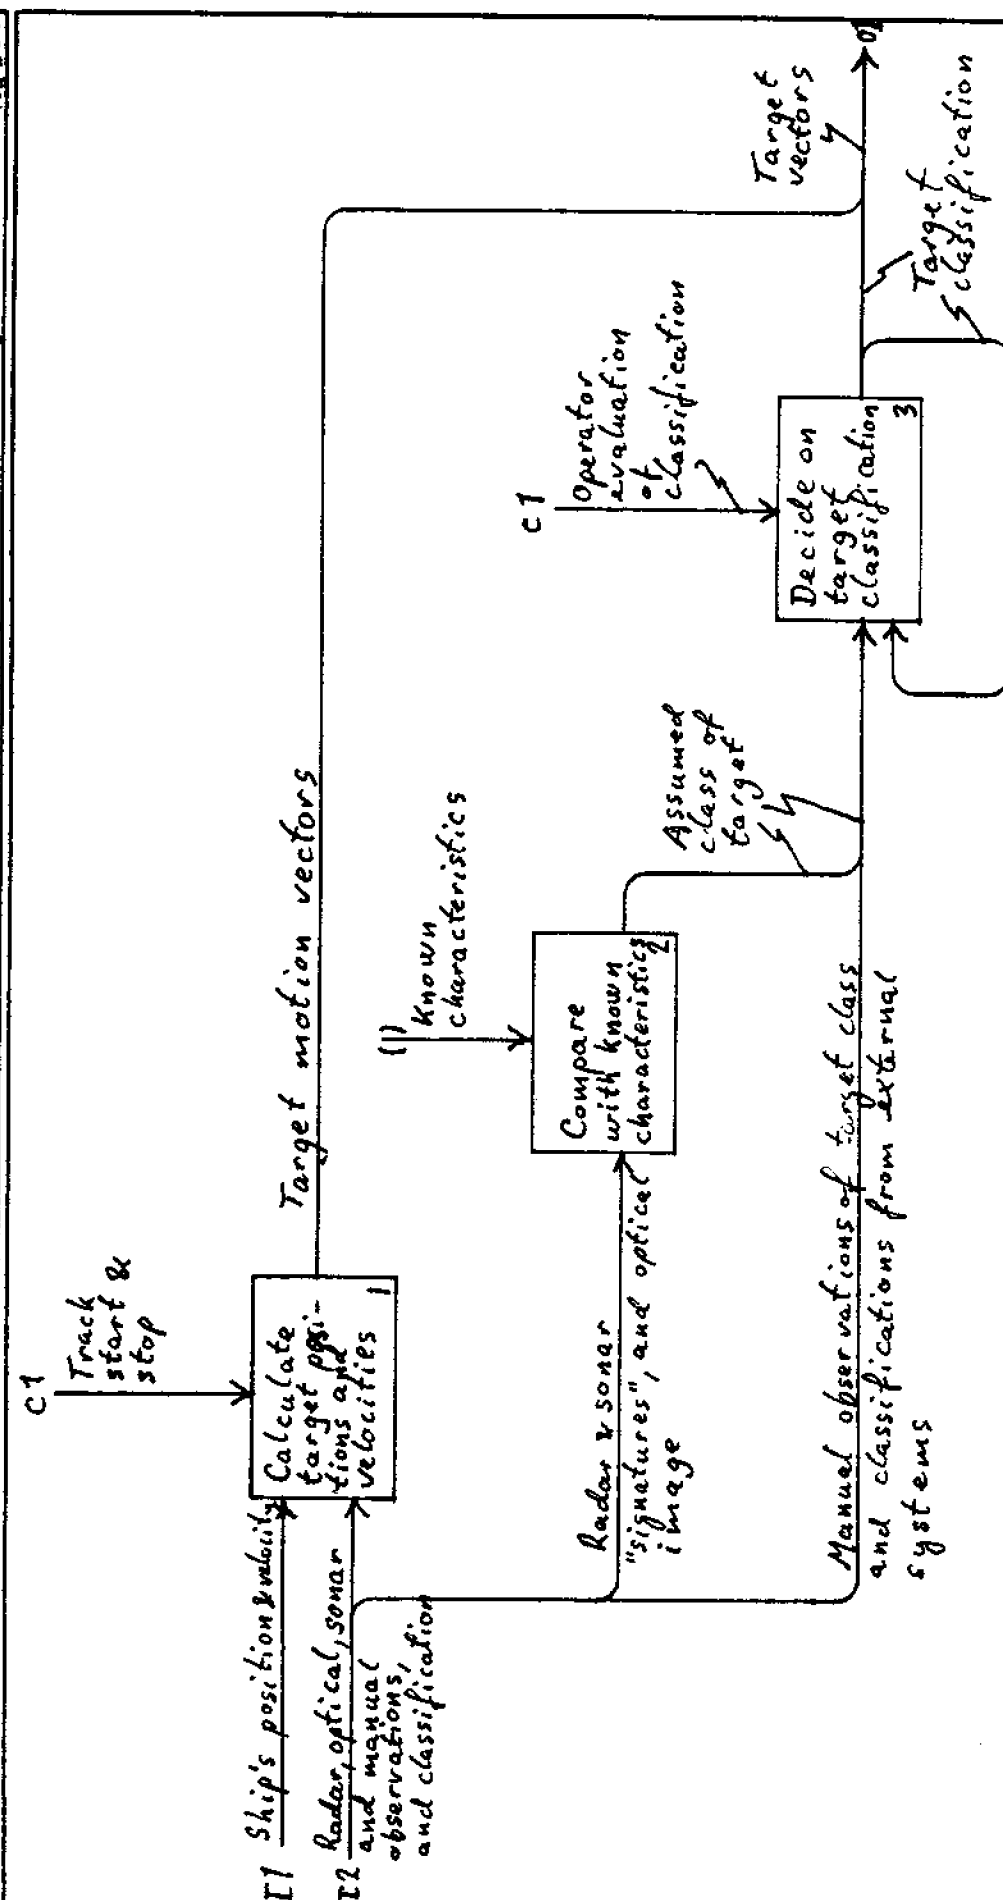 C1
Track
start &
stop
I1 Ship's position & velocity
I2 Radar, optical, sonar
and manual
observations,
and classification
Calculate
target posi-
tions and
velocities
1
Target motion vectors
()
Known
characteristics
Radar & sonar
"signatures", and optical
image
Compare
with known
characteristics
2
Assumed
class of
target
Manual observations of target class
and classifications from external
systems
C1
Operator
evaluation
of
classification
Decide on
target
classification
3
Target
vectors
O1
Target
classification